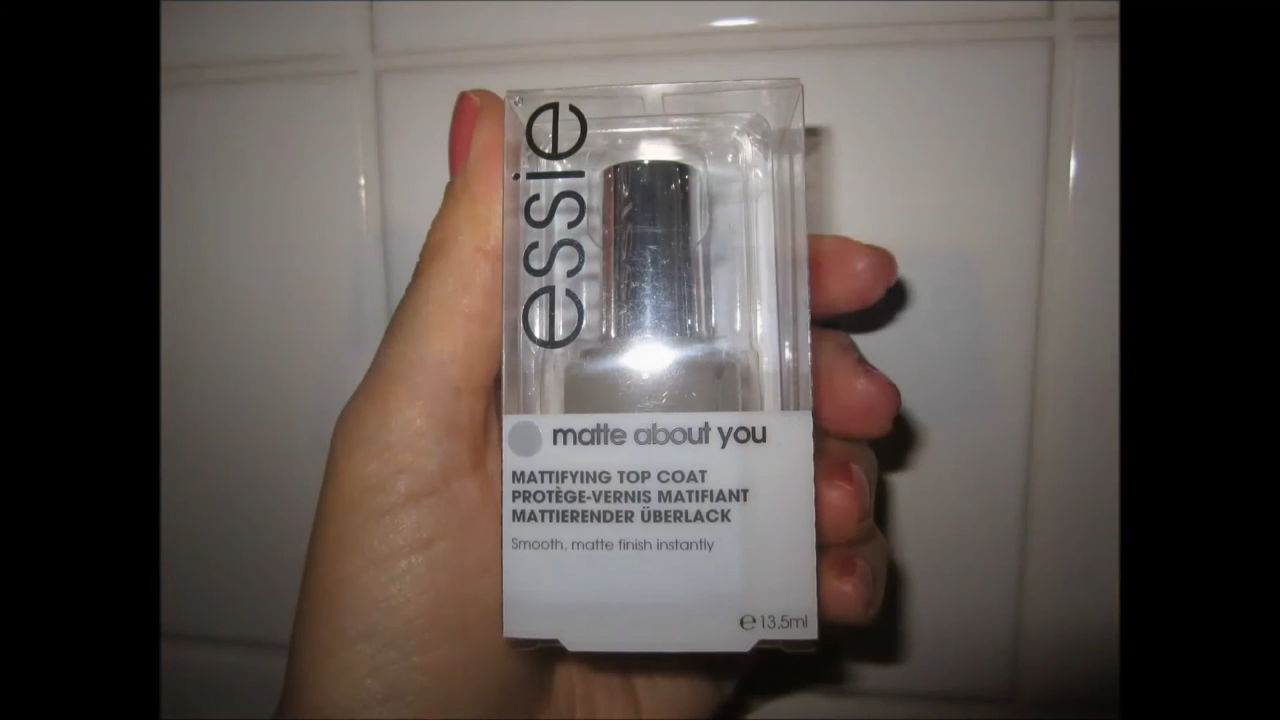 essie
matte about you
MATTIFYING TOP COAT
PROTÈGE-VERNIS MATIFIANT
MATTIERENDER ÜBERLACK
Smooth, matte finish instantly
℮13.5ml